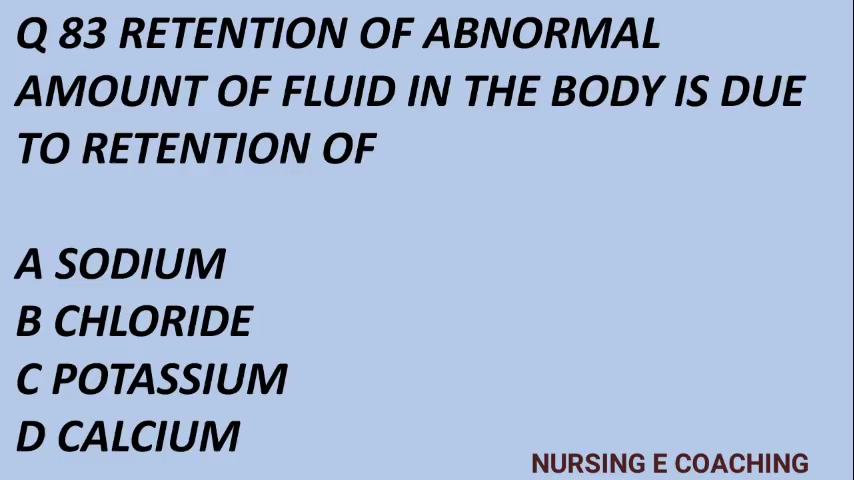 Q 83 RETENTION OF ABNORMAL
AMOUNT OF FLUID IN THE BODY IS DUE
TO RETENTION OF
A SODIUM
B CHLORIDE
C POTASSIUM
D CALCIUM
NURSING E COACHING